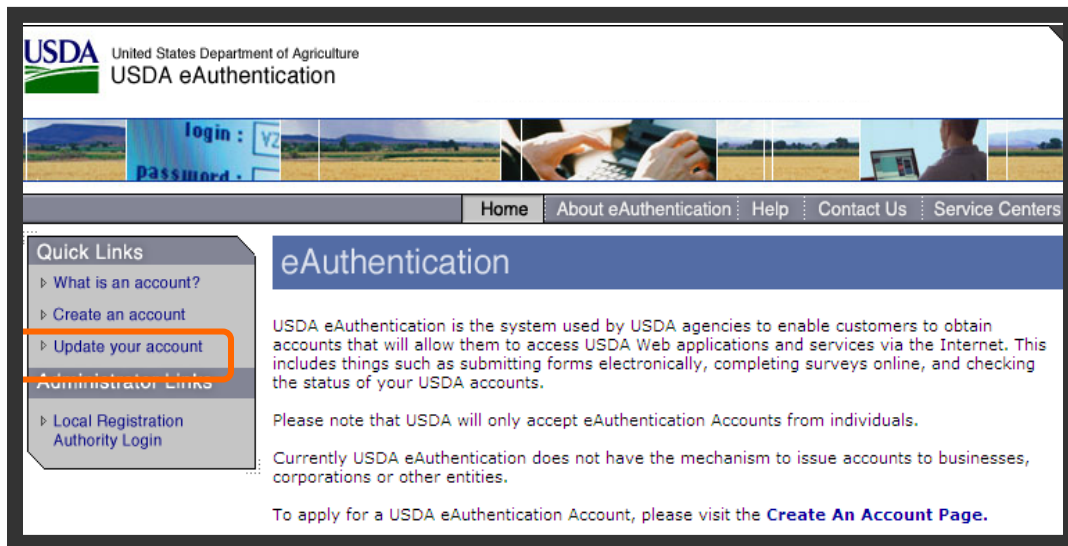 USDA
United States Department of Agriculture
USDA eAuthentication
login :
password :
Home About eAuthentication Help Contact Us Service Centers
Quick Links
What is an account?
Create an account
Update your account
Administrator Links
Local Registration
Authority Login
eAuthentication
USDA eAuthentication is the system used by USDA agencies to enable customers to obtain
accounts that will allow them to access USDA Web applications and services via the Internet. This
includes things such as submitting forms electronically, completing surveys online, and checking
the status of your USDA accounts.
Please note that USDA will only accept eAuthentication Accounts from individuals.
Currently USDA eAuthentication does not have the mechanism to issue accounts to businesses,
corporations or other entities.
To apply for a USDA eAuthentication Account, please visit the Create An Account Page.